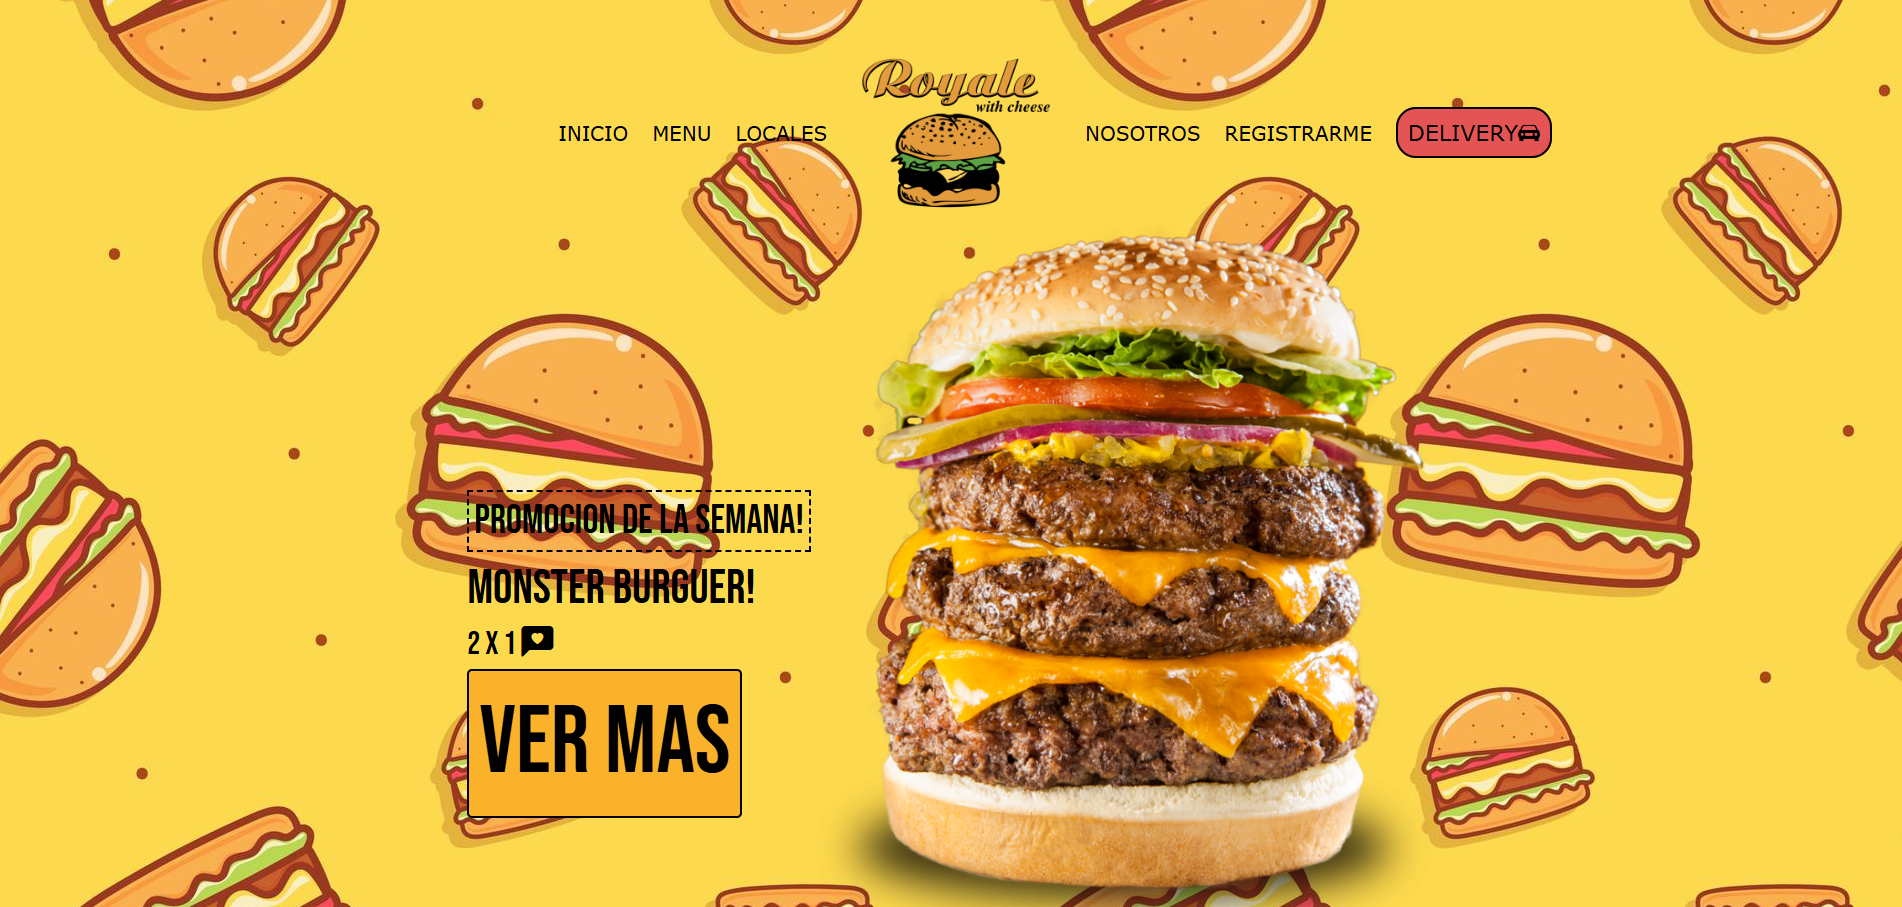 Royale
with cheese
INICIO MENU LOCALES NOSOTROS REGISTRARME DELIVERY
PROMOCION DE LA SEMANA!
MONSTER BURGUER!
2 X 1
VER MAS